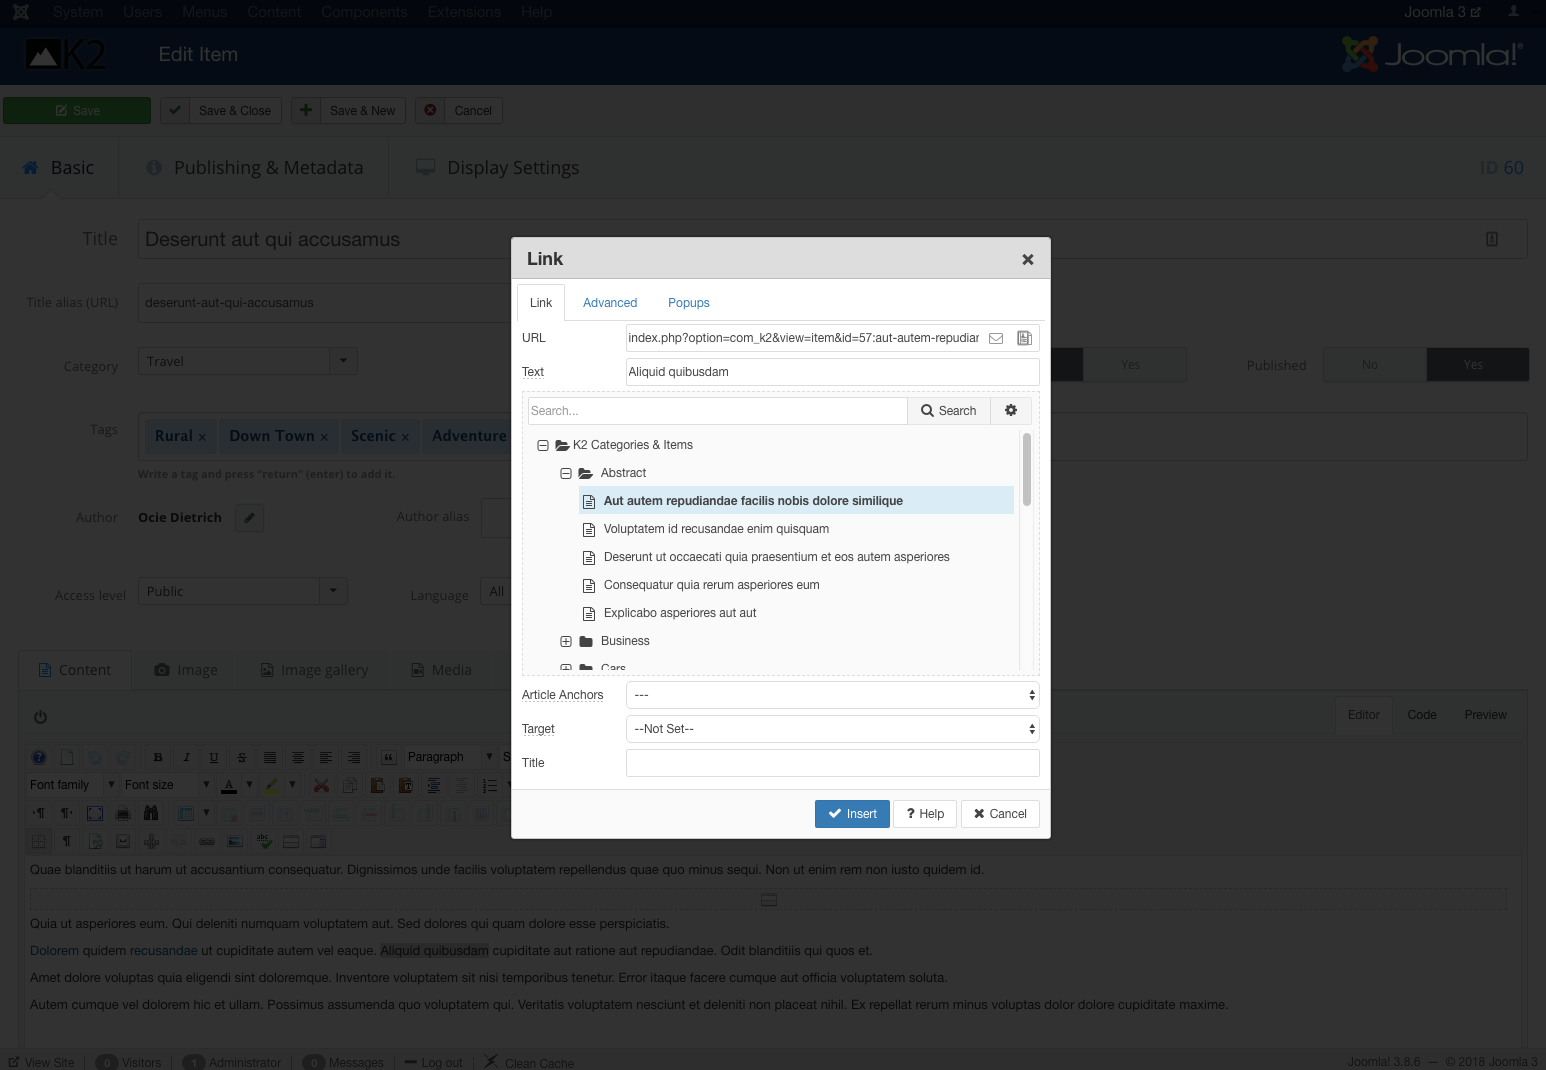 System Users Menus Content Components Extensions Help Joomla 3
K2 Edit Item Joomla!®
Save Save & Close Save & New Cancel
Basic Publishing & Metadata Display Settings ID 60
Title Deserunt aut qui accusamus
Title alias (URL) deserunt-aut-qui-accusamus
Category Travel Yes Published No Yes
Tags Rural × Down Town × Scenic × Adventure
Write a tag and press "return" (enter) to add it.
Author Ocie Dietrich Author alias
Access level Public Language All
Content Image Image gallery Media
Editor Code Preview
Paragraph S
Font family Font size
Link
Link Advanced Popups
URL index.php?option=com_k2&view=item&id=57:aut-autem-repudiar
Text Aliquid quibusdam
Search... Search
K2 Categories & Items
Abstract
Aut autem repudiandae facilis nobis dolore similique
Voluptatem id recusandae enim quisquam
Deserunt ut occaecati quia praesentium et eos autem asperiores
Consequatur quia rerum asperiores eum
Explicabo asperiores aut aut
Business
Cars
Article Anchors ---
Target --Not Set--
Title
Insert ? Help Cancel
Quae blanditiis ut harum ut accusantium consequatur. Dignissimos unde facilis voluptatem repellendus quae quo minus sequi. Non ut enim rem non iusto quidem id.
Quia ut asperiores eum. Qui deleniti numquam voluptatem aut. Sed dolores qui quam dolore esse perspiciatis.
Dolorem quidem recusandae ut cupiditate autem vel eaque. Aliquid quibusdam cupiditate aut ratione aut repudiandae. Odit blanditiis qui quos et.
Amet dolore voluptas quia eligendi sint doloremque. Inventore voluptatem sit nisi temporibus tenetur. Error itaque facere cumque aut officia voluptatem soluta.
Autem cumque vel dolorem hic et ullam. Possimus assumenda quo voluptatem qui. Veritatis voluptatem nesciunt et deleniti non placeat nihil. Ex repellat rerum minus voluptas dolor dolore cupiditate maxime.
View Site 0 Visitors 1 Administrator 0 Messages Log out Clean Cache Joomla! 3.8.6 — © 2018 Joomla 3